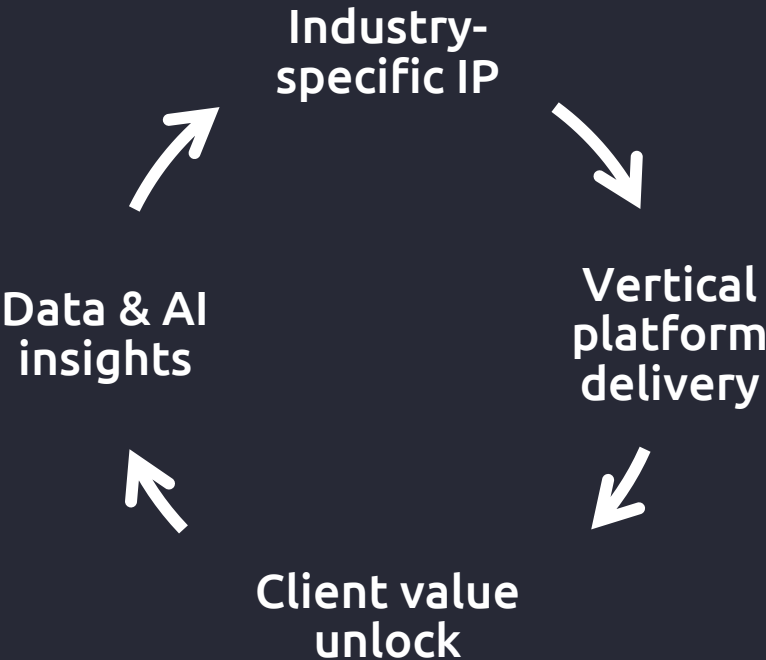 Industry-
specific IP
Vertical
platform
delivery
Data & AI
insights
Client value
unlock